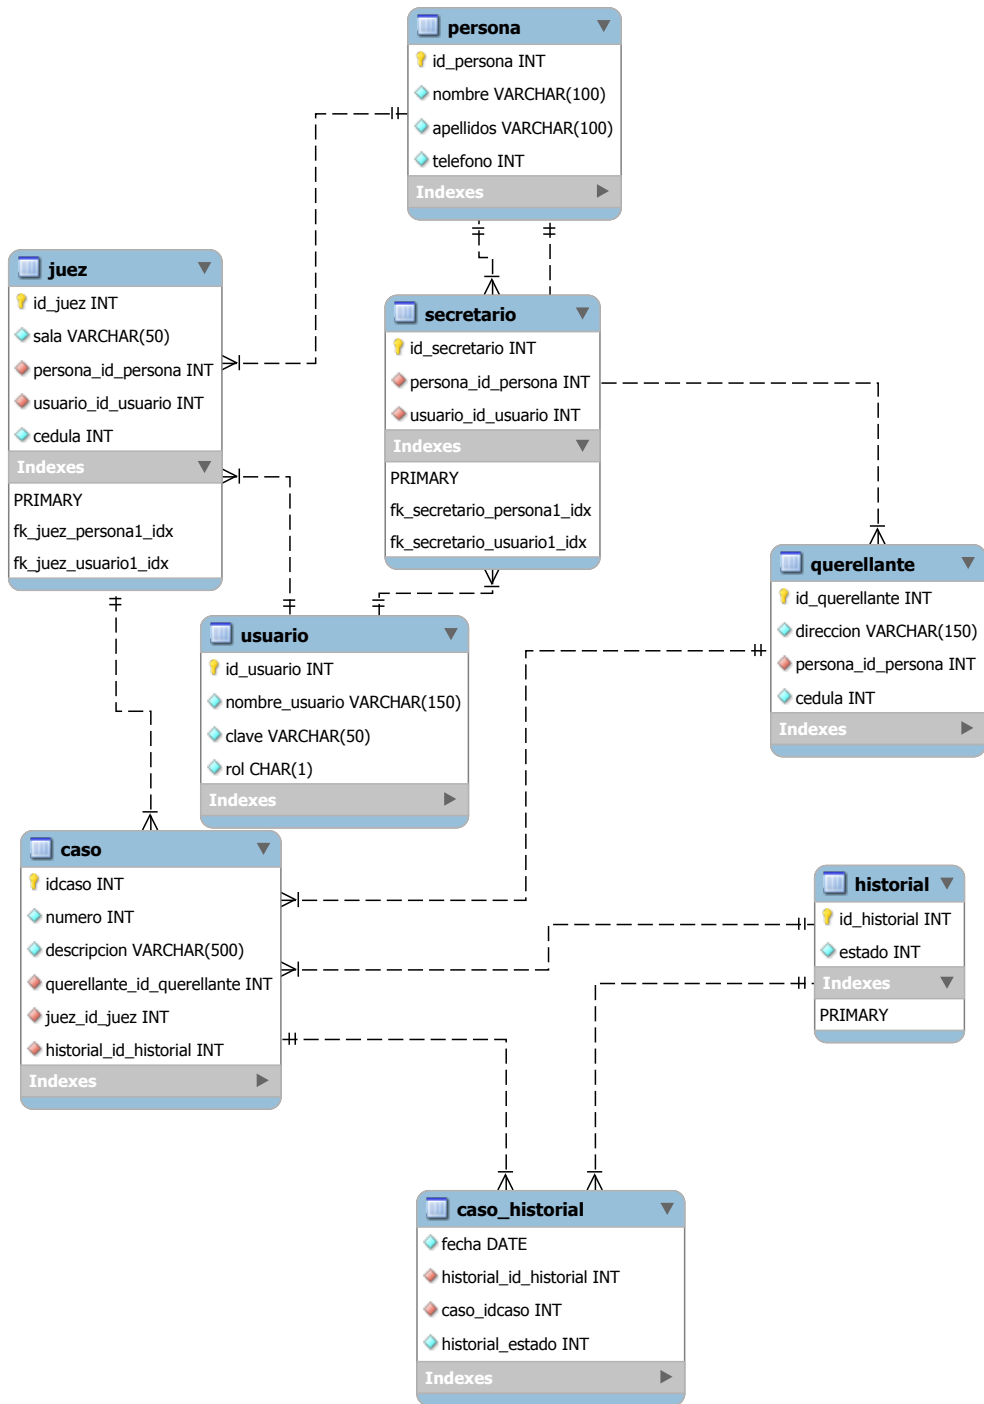 persona
id_persona INT
nombre VARCHAR(100)
apellidos VARCHAR(100)
telefono INT
Indexes
juez
id_juez INT
sala VARCHAR(50)
persona_id_persona INT
usuario_id_usuario INT
cedula INT
Indexes
PRIMARY
fk_juez_persona1_idx
fk_juez_usuario1_idx
secretario
id_secretario INT
persona_id_persona INT
usuario_id_usuario INT
Indexes
PRIMARY
fk_secretario_persona1_idx
fk_secretario_usuario1_idx
querellante
id_querellante INT
direccion VARCHAR(150)
persona_id_persona INT
cedula INT
Indexes
usuario
id_usuario INT
nombre_usuario VARCHAR(150)
clave VARCHAR(50)
rol CHAR(1)
Indexes
caso
idcaso INT
numero INT
descripcion VARCHAR(500)
querellante_id_querellante INT
juez_id_juez INT
historial_id_historial INT
Indexes
historial
id_historial INT
estado INT
Indexes
PRIMARY
caso_historial
fecha DATE
historial_id_historial INT
caso_idcaso INT
historial_estado INT
Indexes